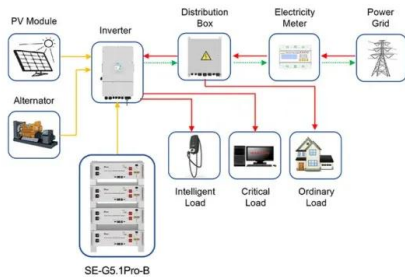 PV Module
Inverter
Distribution
Box
Electricity
Meter
Power
Grid
Alternator
Intelligent
Load
Critical
Load
Ordinary
Load
SE-G5.1Pro-B